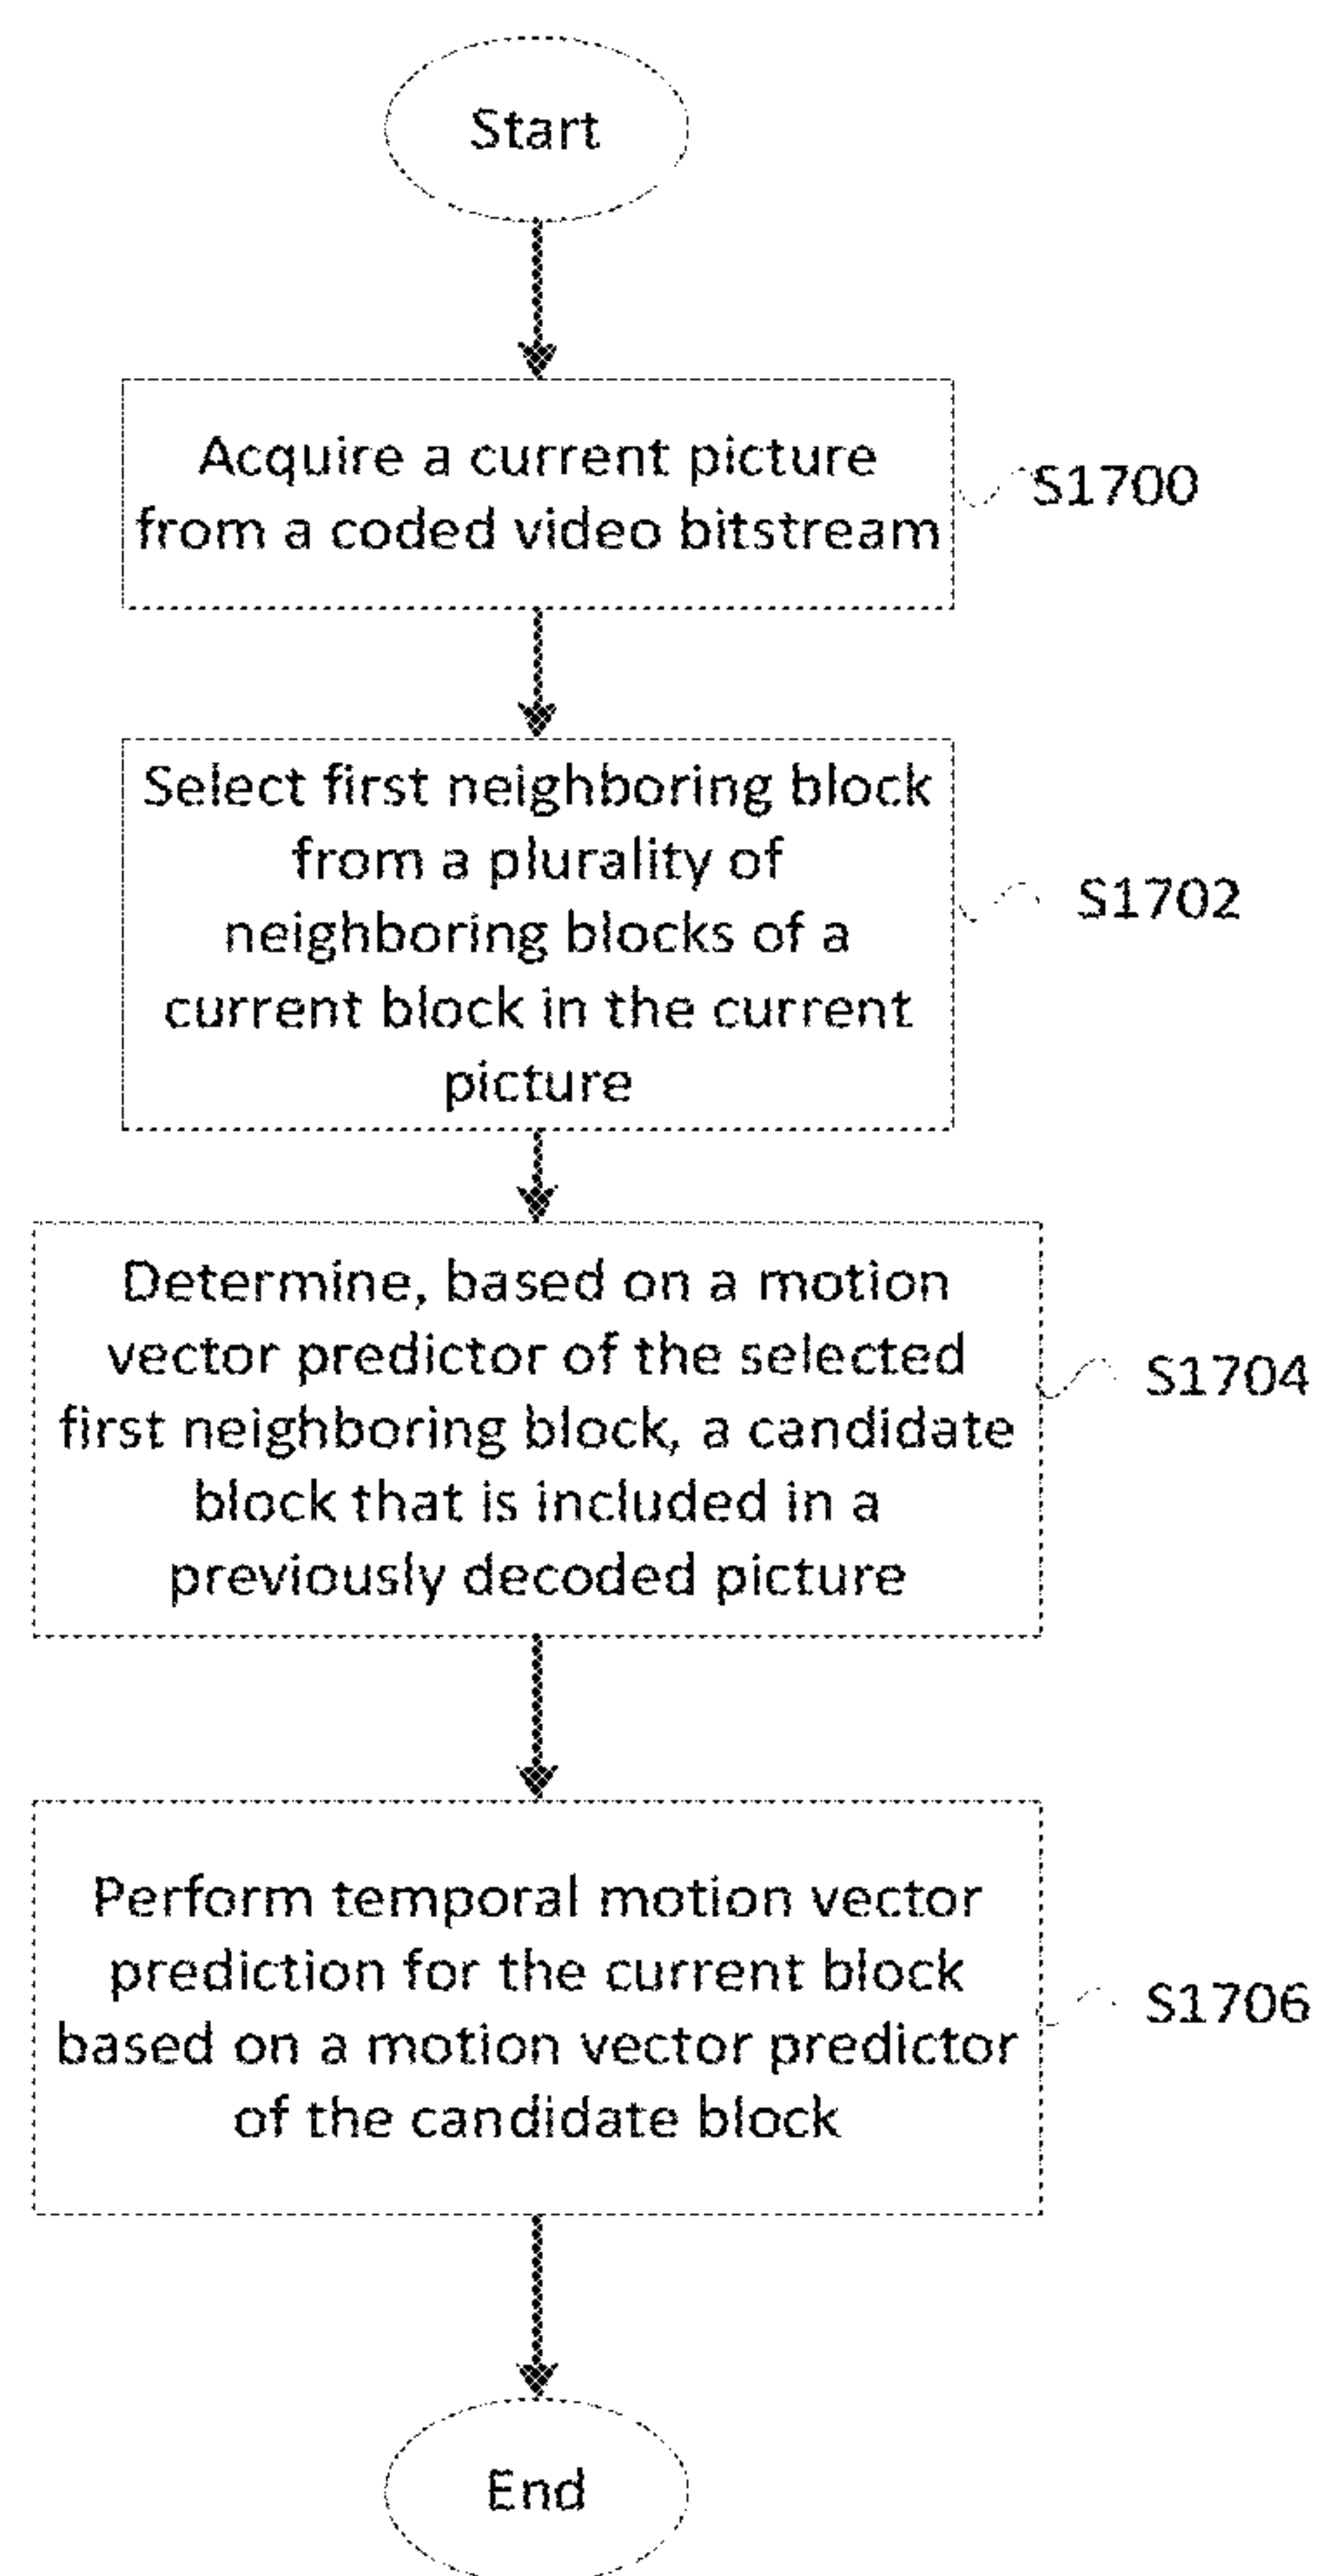 Start
Acquire a current picture
from a coded video bitstream
S1700
Select first neighboring block
from a plurality of
neighboring blocks of a
current block in the current
picture
S1702
Determine, based on a motion
vector predictor of the selected
first neighboring block, a candidate
block that is included in a
previously decoded picture
S1704
Perform temporal motion vector
prediction for the current block
based on a motion vector predictor
of the candidate block
S1706
End